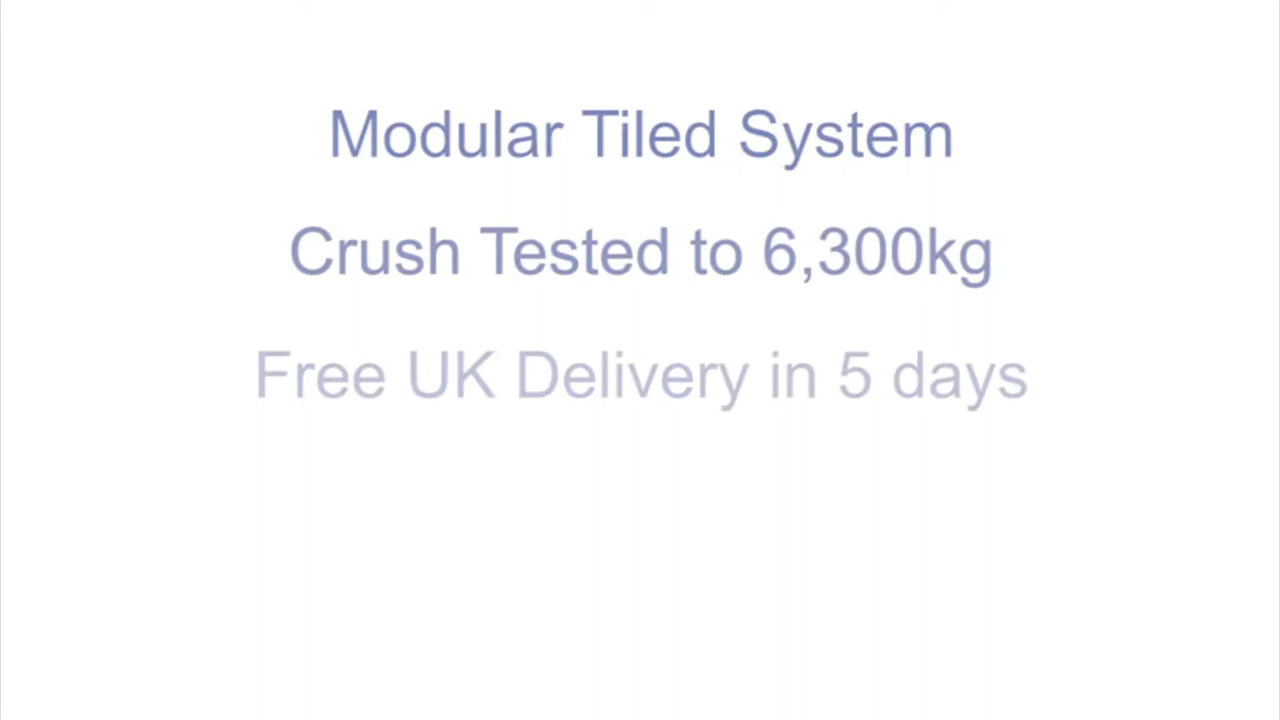 Modular Tiled System
Crush Tested to 6,300kg
Free UK Delivery in 5 days